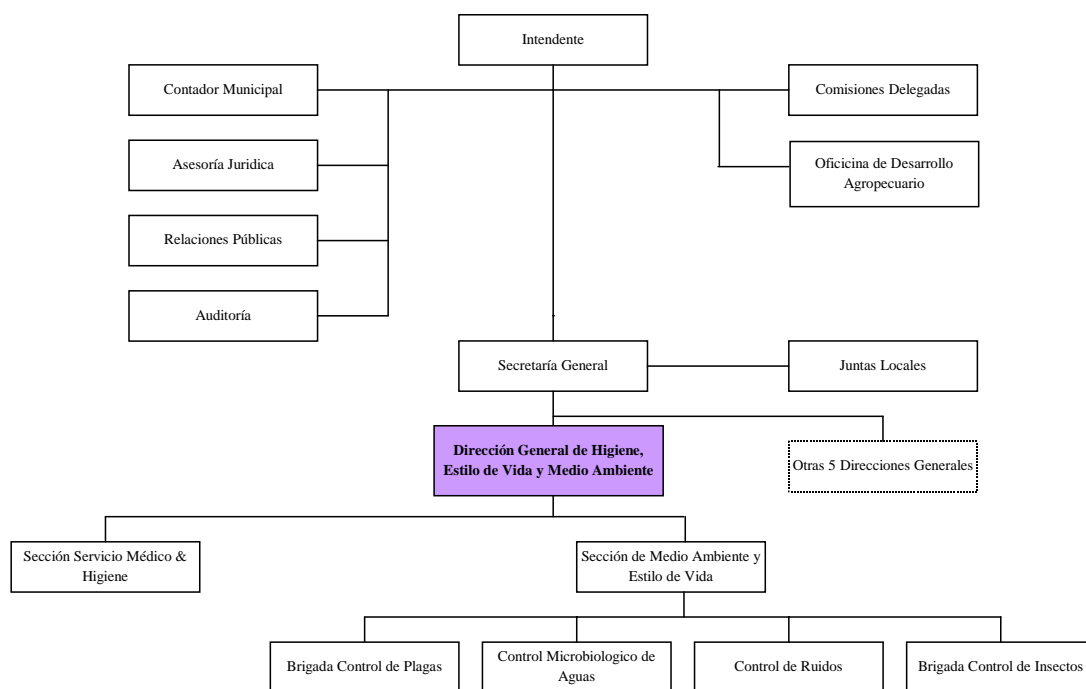 Intendente
Contador Municipal
Comisiones Delegadas
Asesoría Juridica
Oficicina de Desarrollo
Agropecuario
Relaciones Públicas
Auditoría
Secretaría General
Juntas Locales
Dirección General de Higiene,
Estilo de Vida y Medio Ambiente
Otras 5 Direcciones Generales
Sección Servicio Médico &
Higiene
Sección de Medio Ambiente y
Estilo de Vida
Brigada Control de Plagas
Control Microbiologico de
Aguas
Control de Ruidos
Brigada Control de Insectos